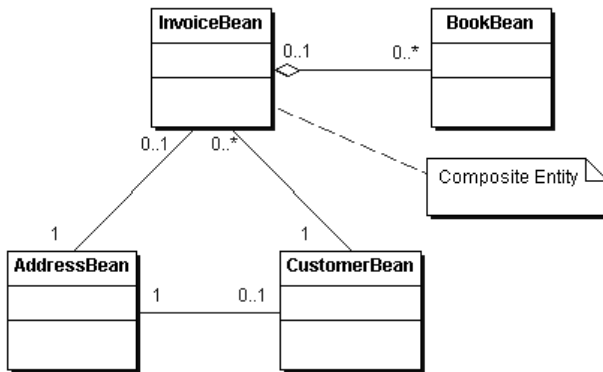 InvoiceBean
BookBean
0..1
0..*
0..1
0..*
Composite Entity
1
1
AddressBean
CustomerBean
1
0..1